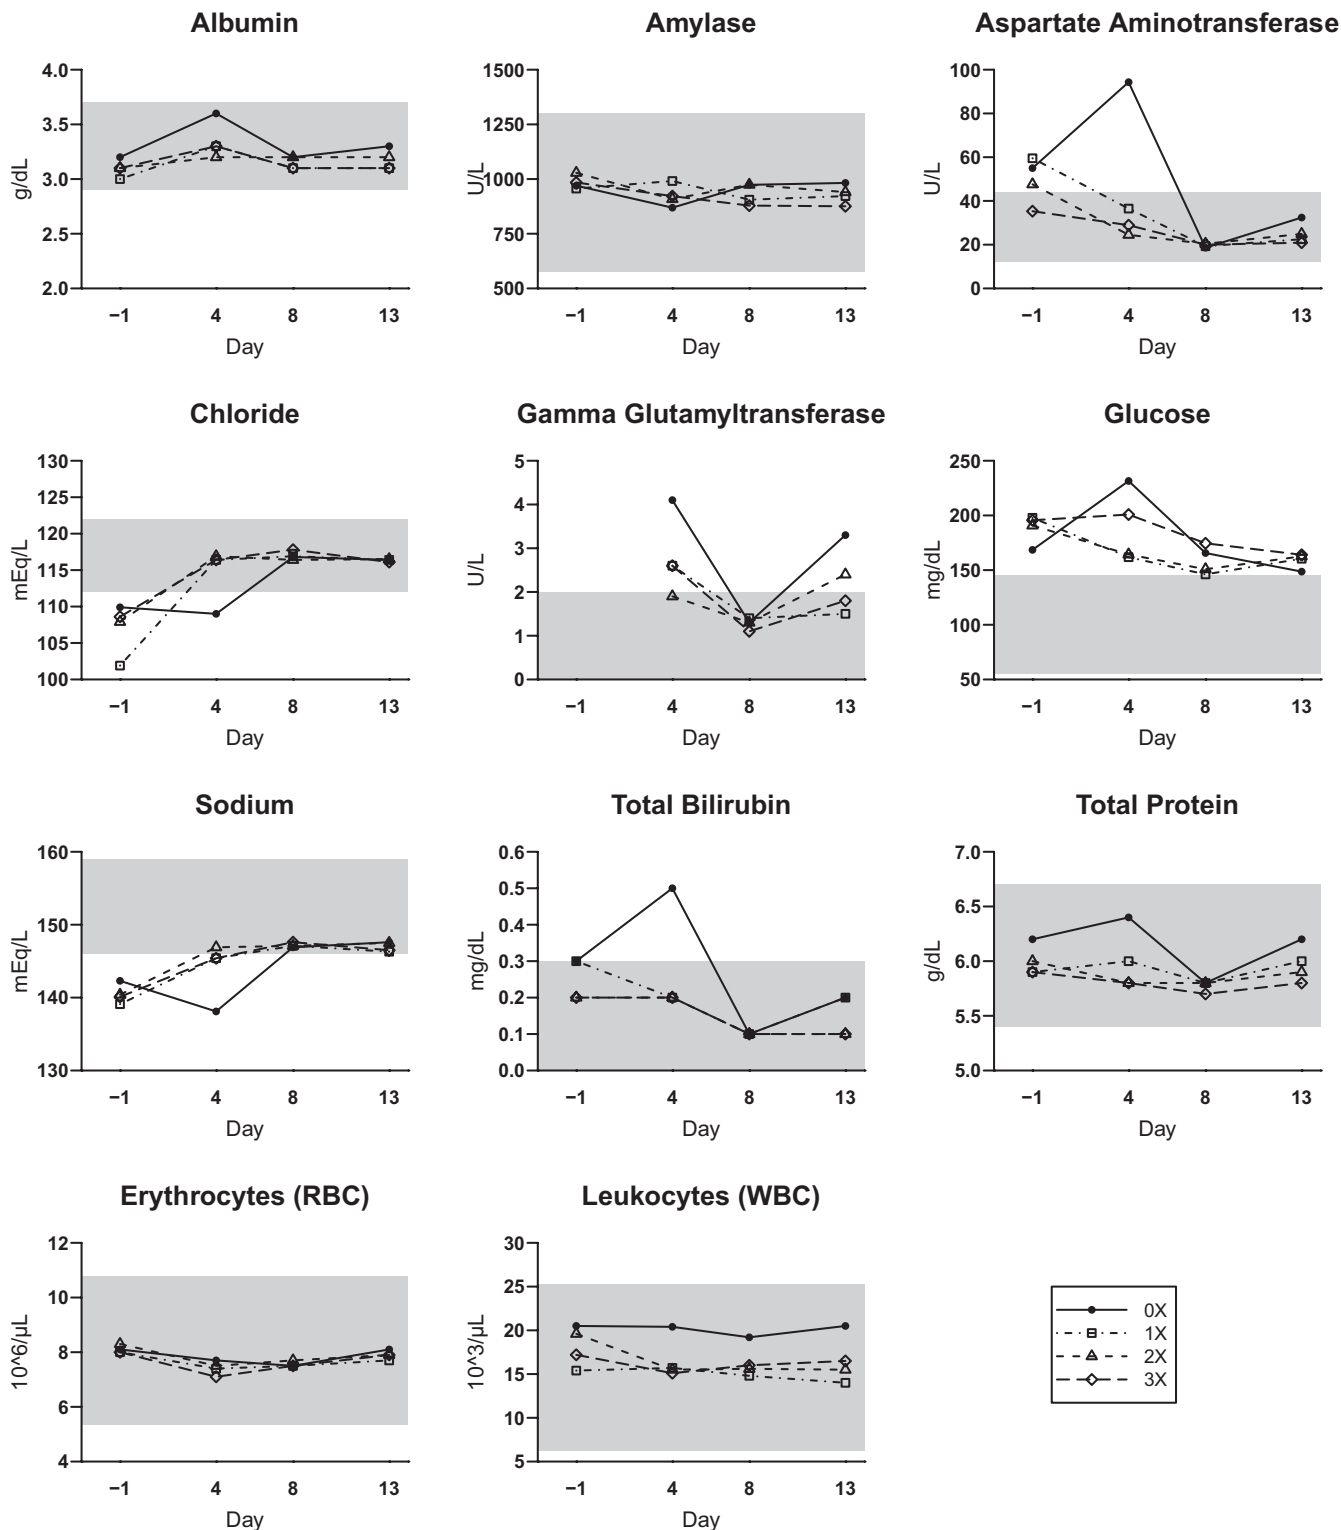 Albumin
4.0
3.5
3.0
2.5
2.0
g/dL
−1 4 8 13
Day
Amylase
1500
1250
1000
750
500
U/L
−1 4 8 13
Day
Aspartate Aminotransferase
100
80
60
40
20
0
U/L
−1 4 8 13
Day
Chloride
130
125
120
115
110
105
100
mEq/L
−1 4 8 13
Day
Gamma Glutamyltransferase
5
4
3
2
1
0
U/L
−1 4 8 13
Day
Glucose
250
200
150
100
50
mg/dL
−1 4 8 13
Day
Sodium
160
150
140
130
mEq/L
−1 4 8 13
Day
Total Bilirubin
0.6
0.5
0.4
0.3
0.2
0.1
0.0
mg/dL
−1 4 8 13
Day
Total Protein
7.0
6.5
6.0
5.5
5.0
g/dL
−1 4 8 13
Day
Erythrocytes (RBC)
12
10
8
6
4
10^6/µL
−1 4 8 13
Day
Leukocytes (WBC)
30
25
20
15
10
5
10^3/µL
−1 4 8 13
Day
0X
1X
2X
3X